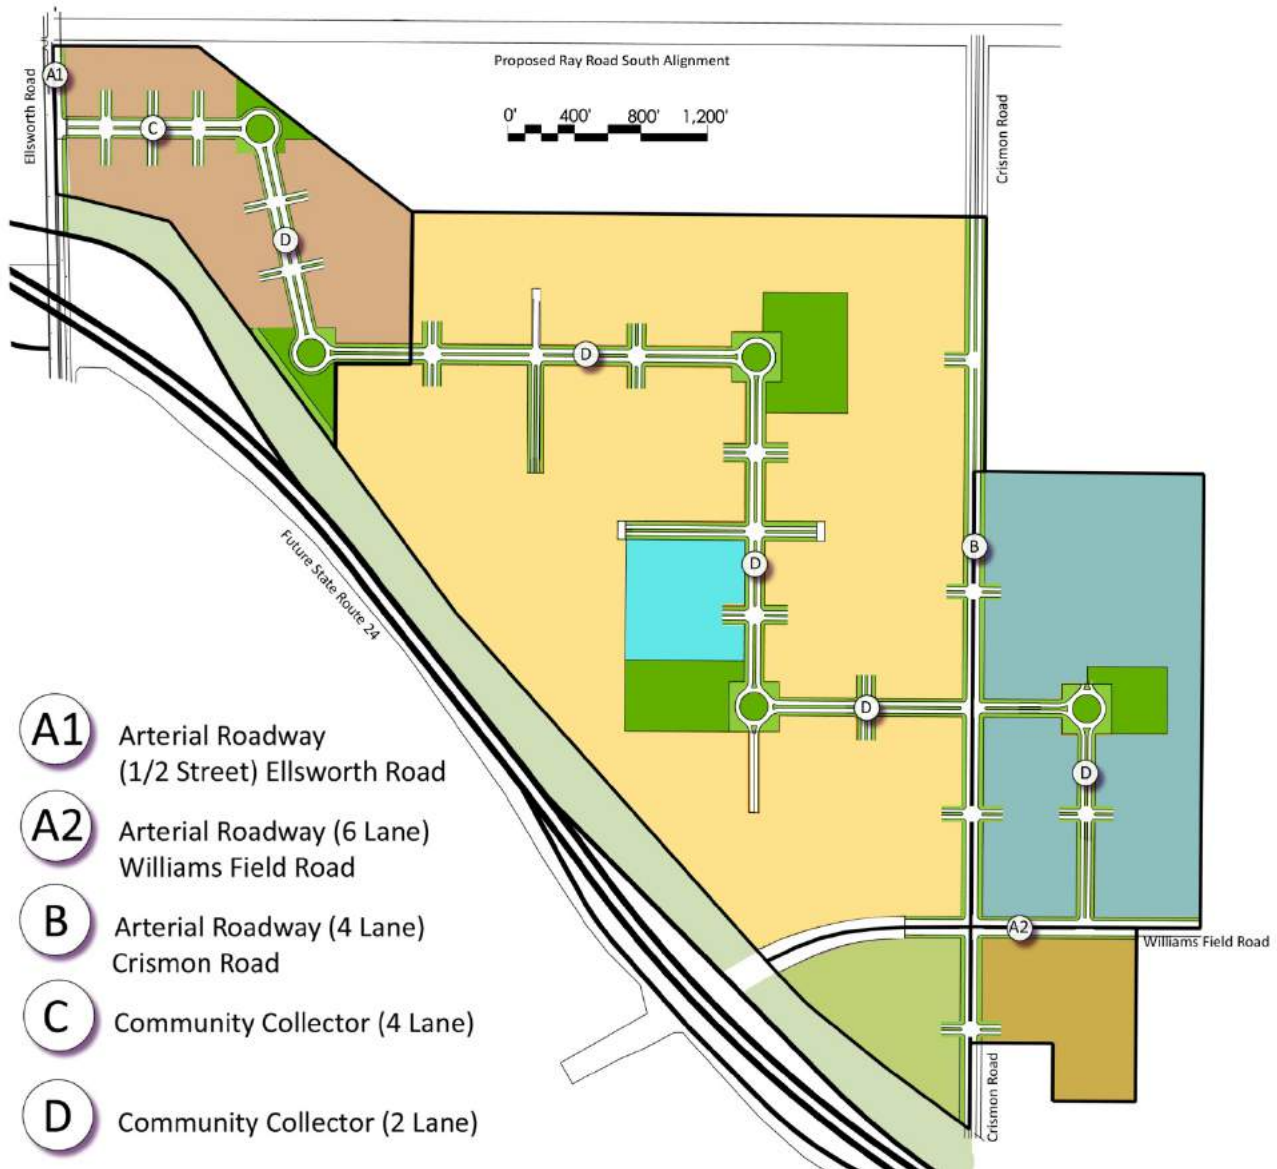 Proposed Ray Road South Alignment
A1
Ellsworth Road
0' 400' 800' 1,200'
Crismon Road
C
D
D
B
D
D
D
Future State Route 24
A2
Williams Field Road
Crismon Road
A1 Arterial Roadway
(1/2 Street) Ellsworth Road
A2 Arterial Roadway (6 Lane)
Williams Field Road
B Arterial Roadway (4 Lane)
Crismon Road
C Community Collector (4 Lane)
D Community Collector (2 Lane)